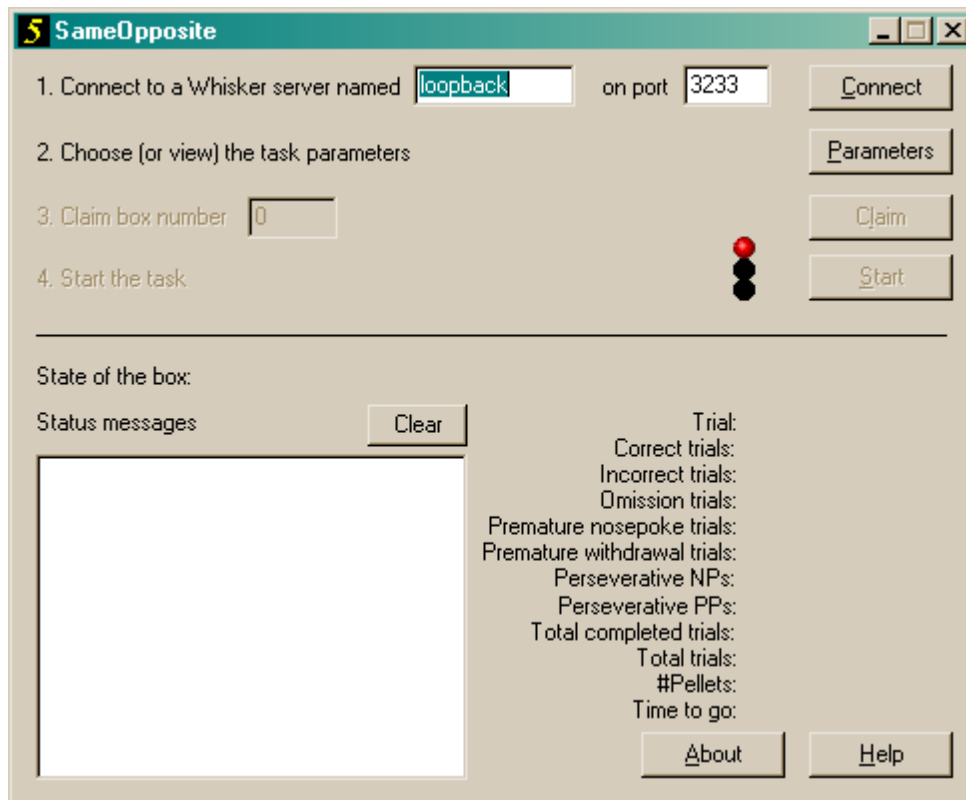 5 SameOpposite
1. Connect to a Whisker server named loopback on port 3233 Connect
2. Choose (or view) the task parameters Parameters
3. Claim box number 0 Claim
4. Start the task Start
State of the box:
Status messages Clear
Trial:
Correct trials:
Incorrect trials:
Omission trials:
Premature nosepoke trials:
Premature withdrawal trials:
Perseverative NPs:
Perseverative PPs:
Total completed trials:
Total trials:
#Pellets:
Time to go:
About Help